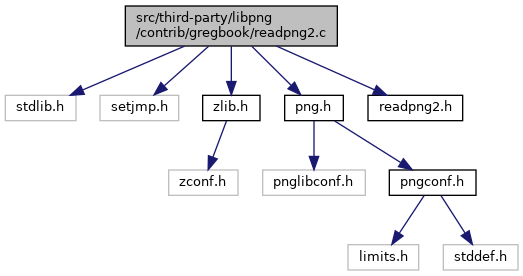 src/third-party/libpng
/contrib/gregbook/readpng2.c
stdlib.h
setjmp.h
zlib.h
png.h
readpng2.h
zconf.h
pnglibconf.h
pngconf.h
limits.h
stddef.h